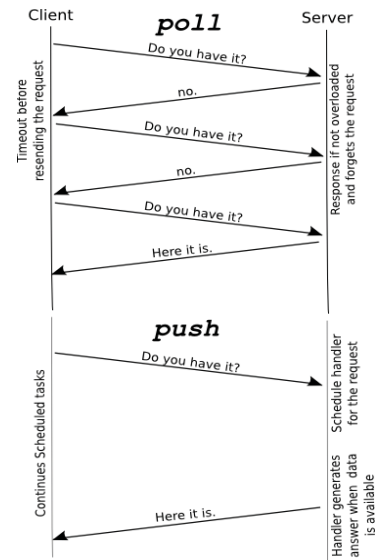 Client
poll
Server
Do you have it?
no.
Do you have it?
no.
Do you have it?
Here it is.
Timeout before
resending the request
Response if not overloaded
and forgets the request
push
Do you have it?
Here it is.
Continues Scheduled tasks
Schedule handler
for the request
Handler generates
answer when data
is available